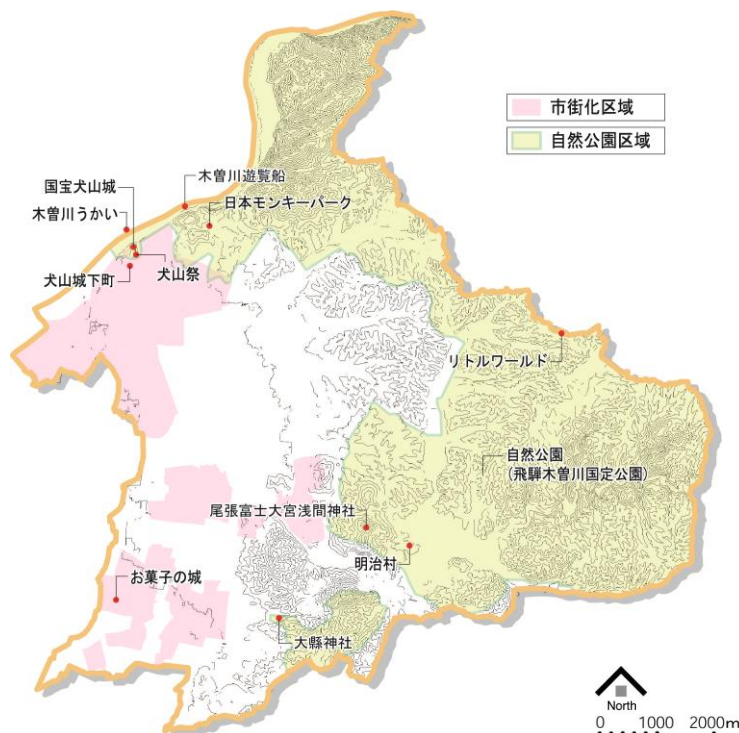 市街化区域
自然公園区域
木曽川遊覧船
国宝犬山城
日本モンキーパーク
木曽川うかい
犬山城下町
犬山祭
リトルワールド
自然公園
(飛騨木曽川国定公園)
尾張富士大宮浅間神社
明治村
お菓子の城
大縣神社
North
0 1000 2000m